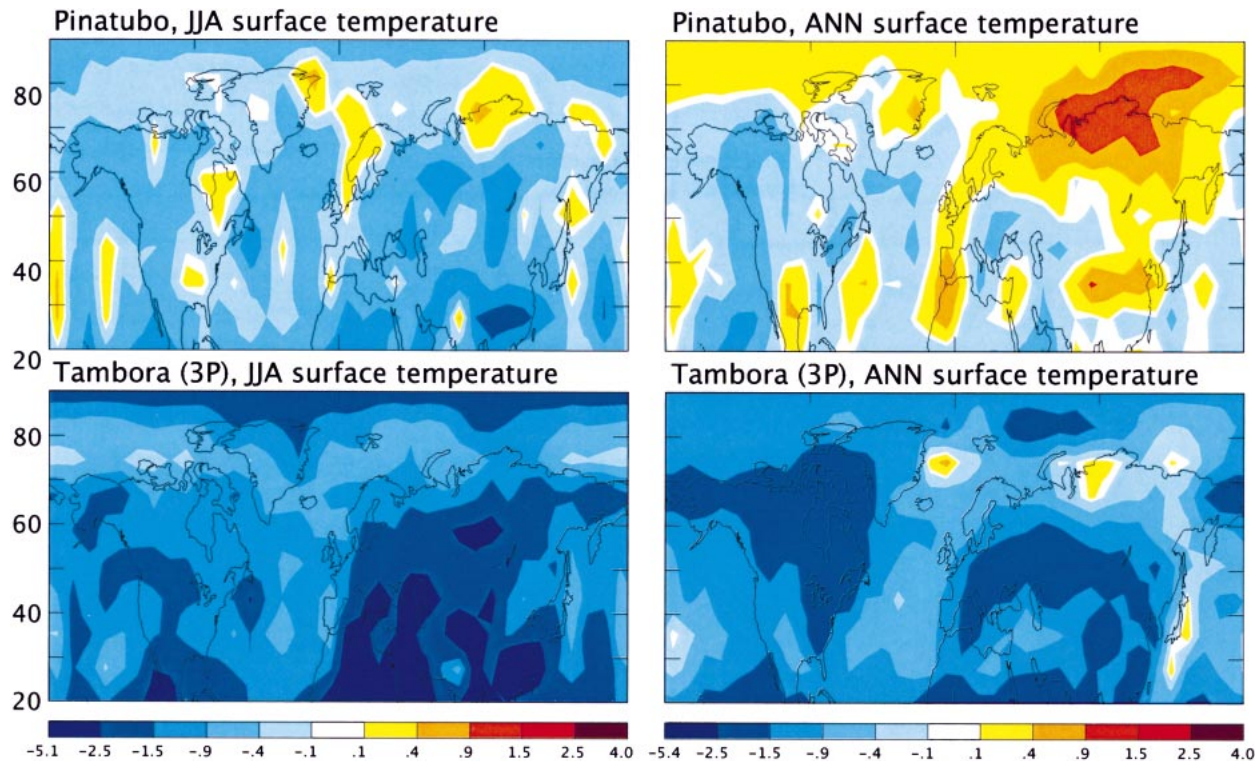 Pinatubo, JJA surface temperature
Pinatubo, ANN surface temperature
80
60
40
20
Tambora (3P), JJA surface temperature
Tambora (3P), ANN surface temperature
80
60
40
20
-5.1 -2.5 -1.5 -.9 -.4 -.1 .1 .4 .9 1.5 2.5 4.0
-5.4 -2.5 -1.5 -.9 -.4 -.1 .1 .4 .9 1.5 2.5 4.0